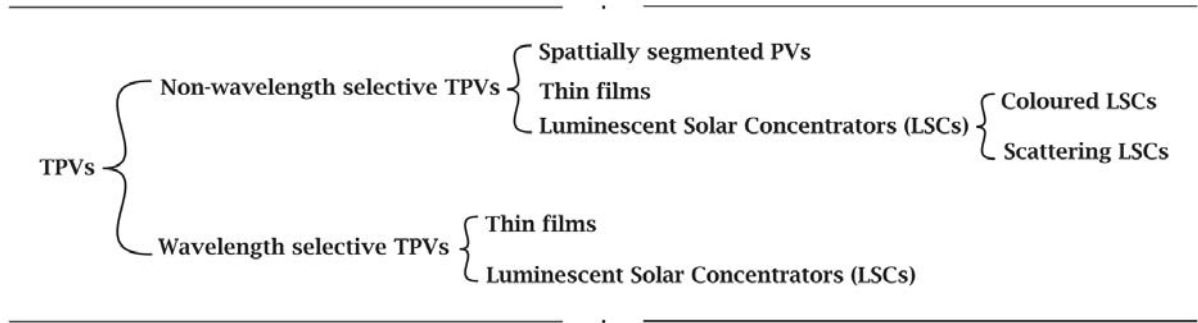 Spattially segmented PVs
Non-wavelength selective TPVs
Thin films
Luminescent Solar Concentrators (LSCs)
Coloured LSCs
Scattering LSCs
TPVs
Wavelength selective TPVs
Thin films
Luminescent Solar Concentrators (LSCs)